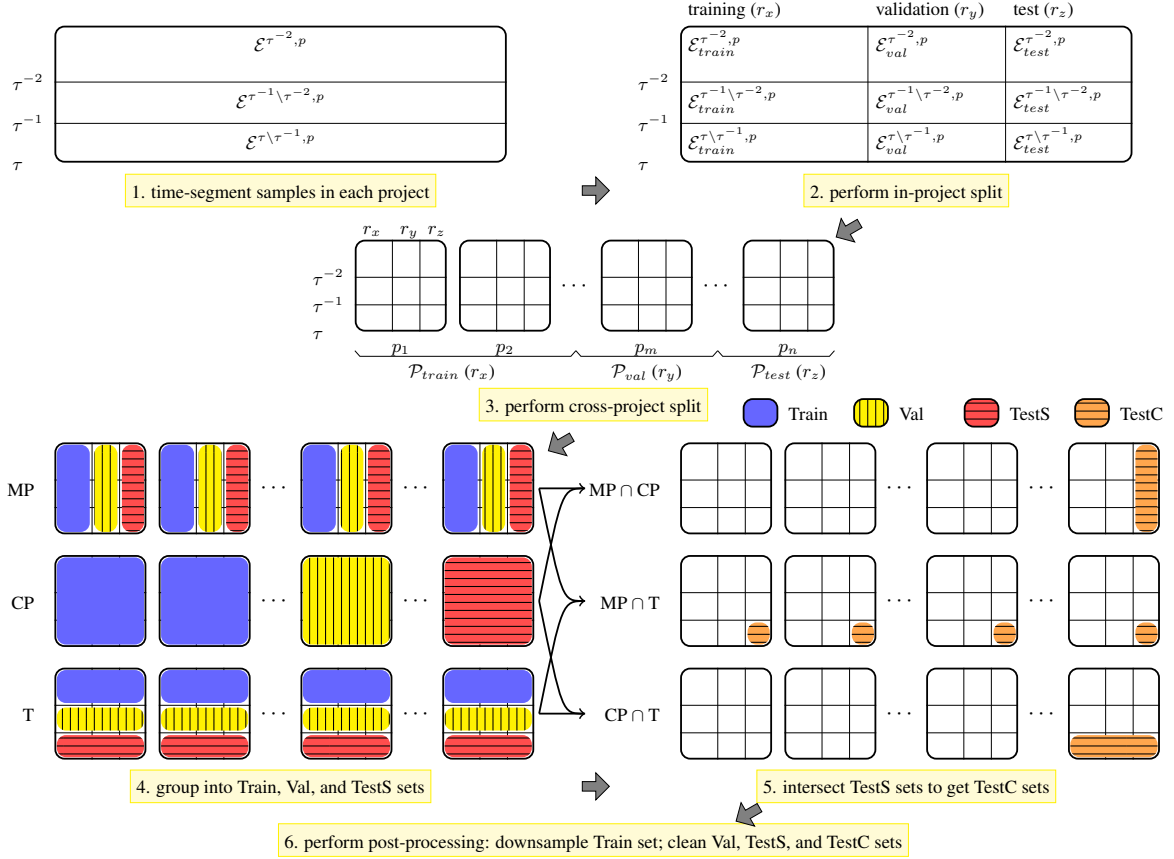 training (r_x) validation (r_y) test (r_z)
ℰ^{τ^{-2},p}
ℰ_{train}^{τ^{-2},p} ℰ_{val}^{τ^{-2},p} ℰ_{test}^{τ^{-2},p}
τ^{-2} τ^{-2}
ℰ^{τ^{-1}\τ^{-2},p}
ℰ_{train}^{τ^{-1}\τ^{-2},p} ℰ_{val}^{τ^{-1}\τ^{-2},p} ℰ_{test}^{τ^{-1}\τ^{-2},p}
τ^{-1} τ^{-1}
ℰ^{τ\τ^{-1},p}
ℰ_{train}^{τ\τ^{-1},p} ℰ_{val}^{τ\τ^{-1},p} ℰ_{test}^{τ\τ^{-1},p}
τ τ
1. time-segment samples in each project
2. perform in-project split
r_x r_y r_z
τ^{-2}
τ^{-1}
τ
··· ···
p_1 p_2 p_m p_n
𝒫_{train} (r_x) 𝒫_{val} (r_y) 𝒫_{test} (r_z)
3. perform cross-project split
Train Val TestS TestC
MP ··· ··· MP ∩ CP ··· ···
CP ··· ··· MP ∩ T ··· ···
T ··· ··· CP ∩ T ··· ···
4. group into Train, Val, and TestS sets
5. intersect TestS sets to get TestC sets
6. perform post-processing: downsample Train set; clean Val, TestS, and TestC sets